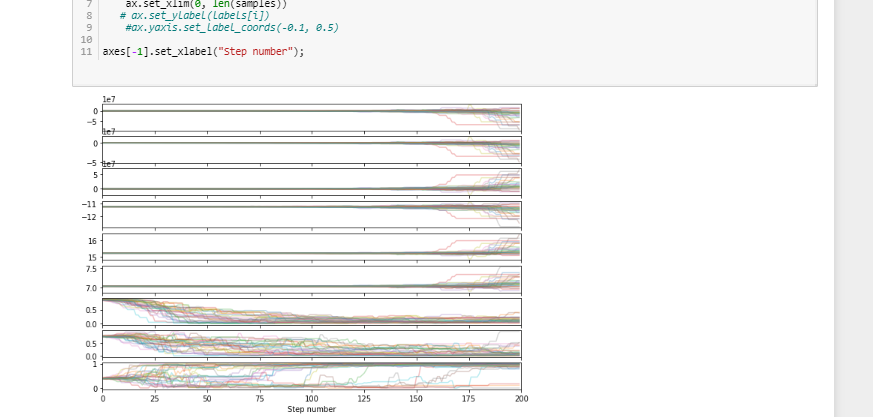 7 ax.set_xlim(0, len(samples))
8 # ax.set_ylabel(labels[i])
9 #ax.yaxis.set_label_coords(-0.1, 0.5)
10
11 axes[-1].set_xlabel("Step number");
1e7
0
−5
1e7
0
−5
1e7
5
0
−11
−12
16
15
7.5
7.0
0.5
0.0
0.5
0.0
1
0
0 25 50 75 100 125 150 175 200
Step number